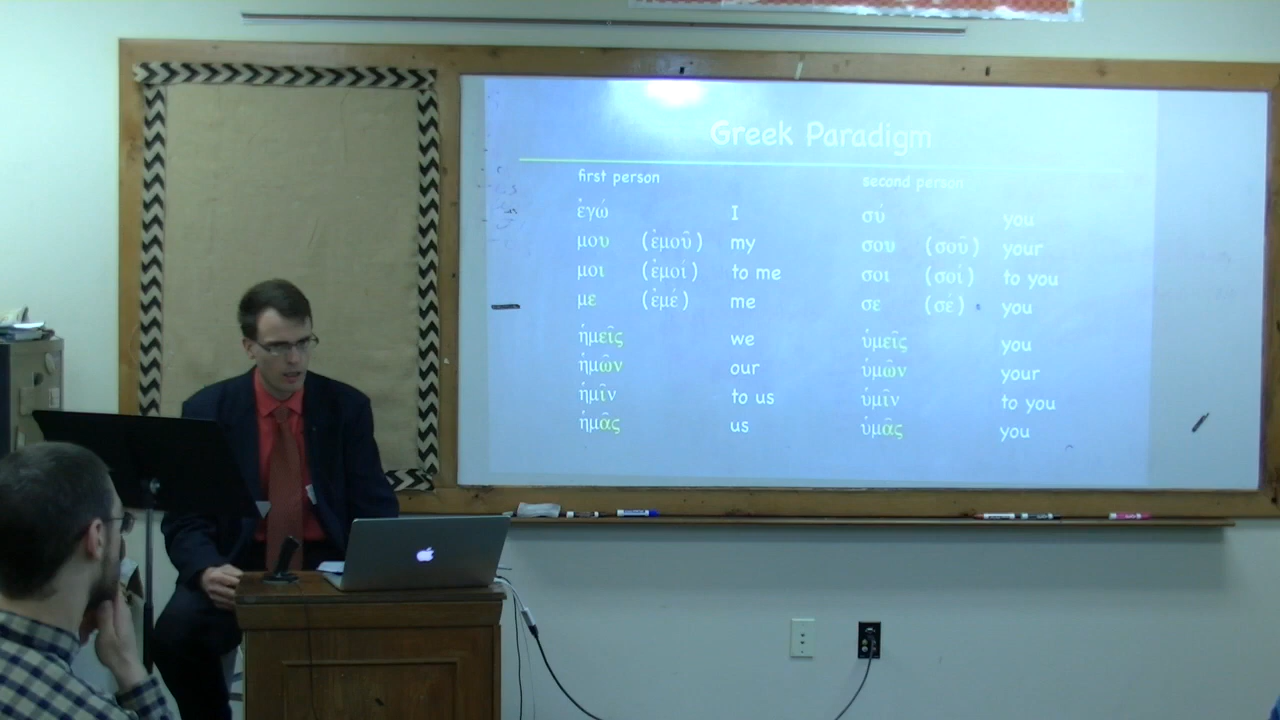 Greek Paradigm
first person second person
ἐγώ I σύ you
μου (ἐμοῦ) my σου (σοῦ) your
μοι (ἐμοί) to me σοι (σοί) to you
με (ἐμέ) me σε (σέ) you
ἡμεῖς we ὑμεῖς you
ἡμῶν our ὑμῶν your
ἡμῖν to us ὑμῖν to you
ἡμᾶς us ὑμᾶς you